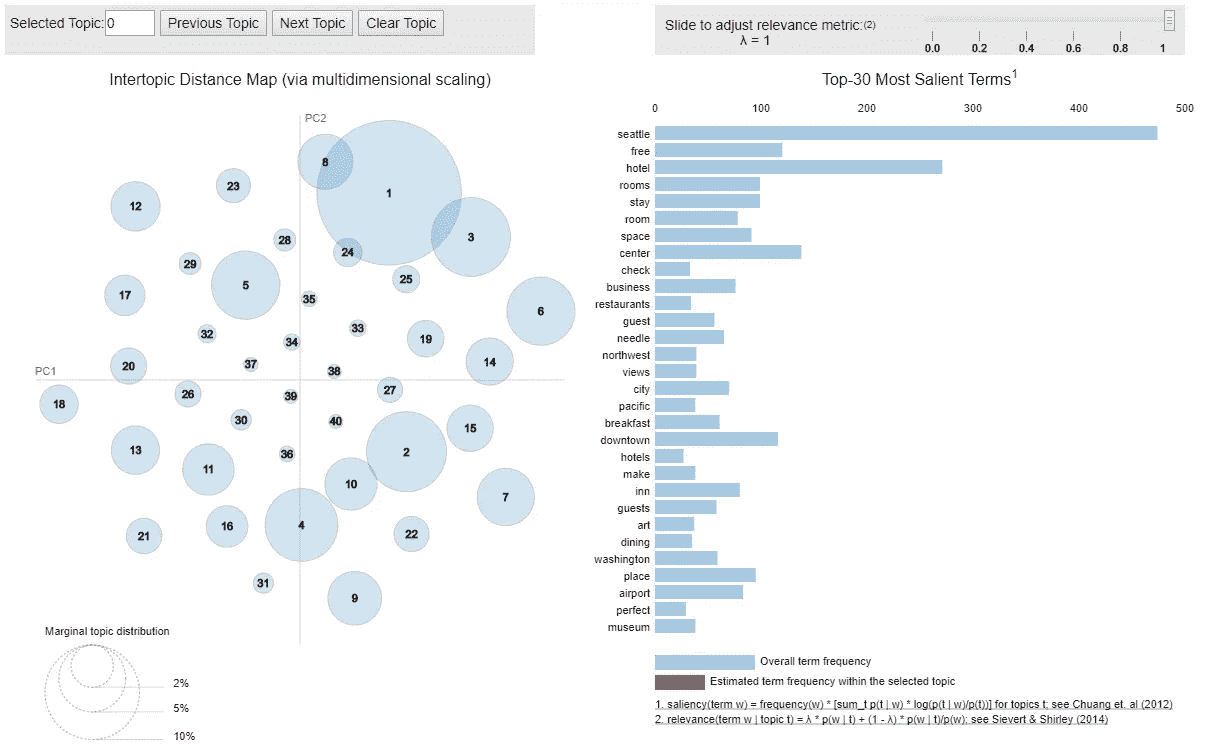 Selected Topic: 0 Previous Topic Next Topic Clear Topic
Slide to adjust relevance metric:(2)
λ = 1
0.0 0.2 0.4 0.6 0.8 1
Intertopic Distance Map (via multidimensional scaling)
PC2
PC1
8
1
23
12
3
28
24
29
25
5
17
35
6
33
32
34
19
14
37
38
20
27
26
39
18
30
40
15
13
2
36
11
10
7
4
16
22
21
31
9
Marginal topic distribution
2%
5%
10%
Top-30 Most Salient Terms1
0 100 200 300 400 500
seattle
free
hotel
rooms
stay
room
space
center
check
business
restaurants
guest
needle
northwest
views
city
pacific
breakfast
downtown
hotels
make
inn
guests
art
dining
washington
place
airport
perfect
museum
Overall term frequency
Estimated term frequency within the selected topic
1. saliency(term w) = frequency(w) * [sum_t p(t | w) * log(p(t | w)/p(t))] for topics t; see Chuang et. al (2012)
2. relevance(term w | topic t) = λ * p(w | t) + (1 - λ) * p(w | t)/p(w); see Sievert & Shirley (2014)